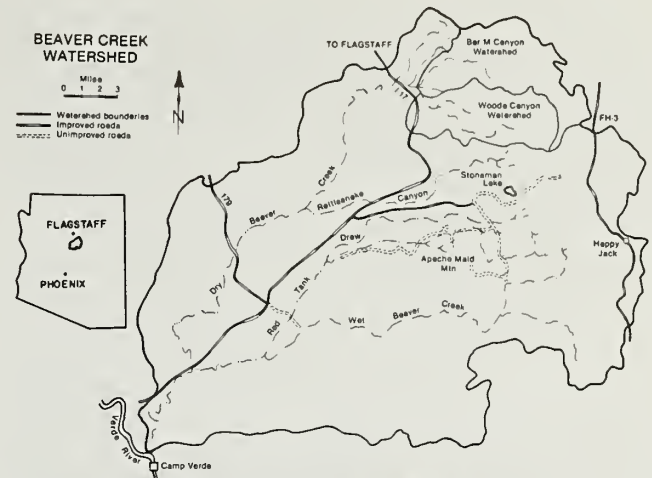 BEAVER CREEK
WATERSHED
Miles
0 1 2 3
Watershed boundaries
Improved roads
Unimproved roads
FLAGSTAFF
PHOENIX
TO FLAGSTAFF
I 17
Bar M Canyon
Watershed
Woods Canyon
Watershed
FH-3
Stoneman
Lake
Happy
Jack
179
Beaver
Creek
Rattlesnake
Canyon
Dry
Draw
Tank
Red
Apache Maid
Mtn
Wet
Beaver
Creek
Verde
River
Camp Verde